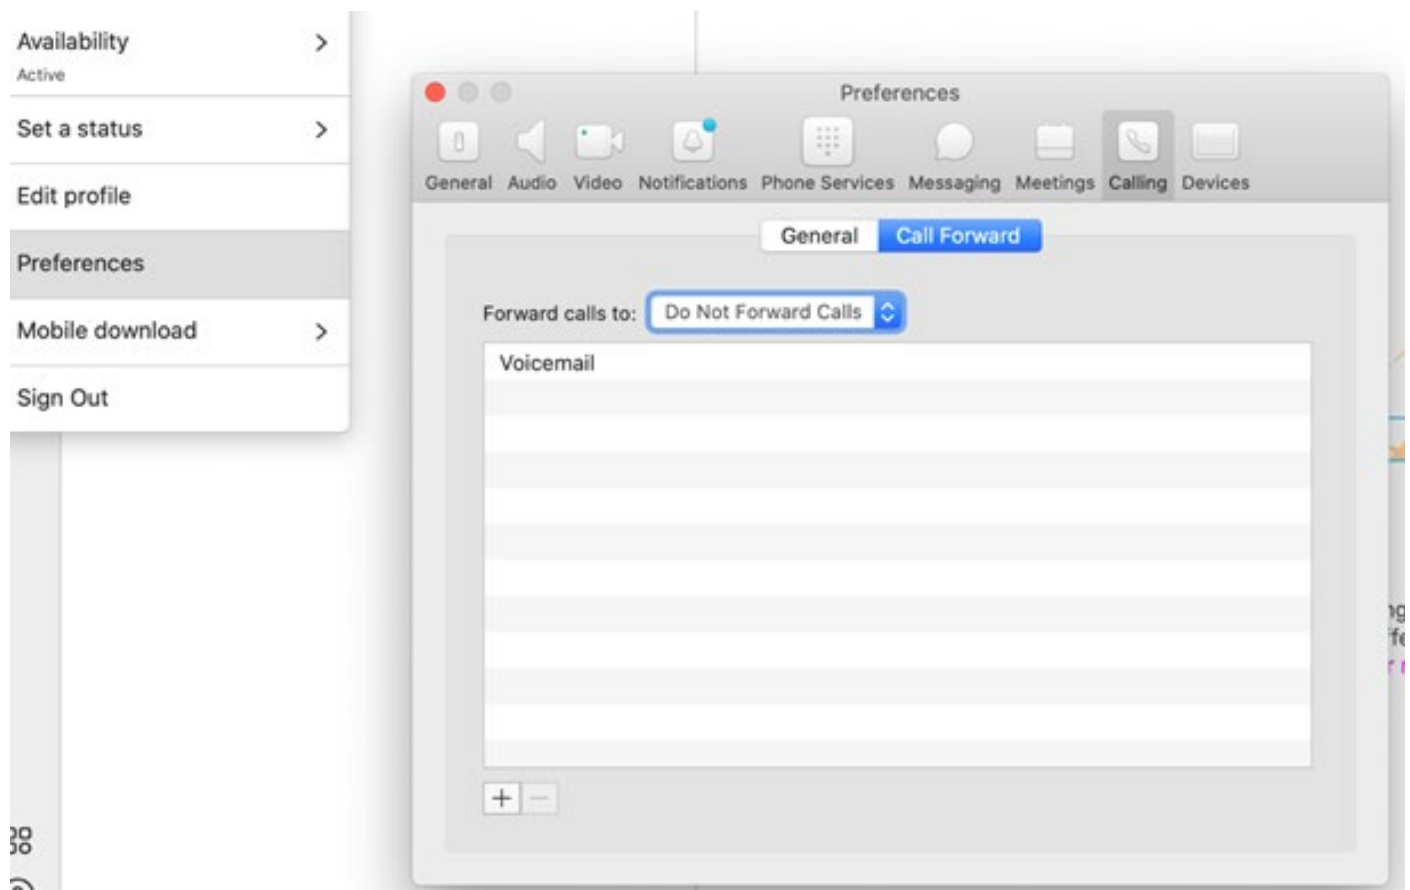 Availability
Active
Set a status
Edit profile
Preferences
Mobile download
Sign Out
Preferences
General Audio Video Notifications Phone Services Messaging Meetings Calling Devices
General Call Forward
Forward calls to: Do Not Forward Calls
Voicemail